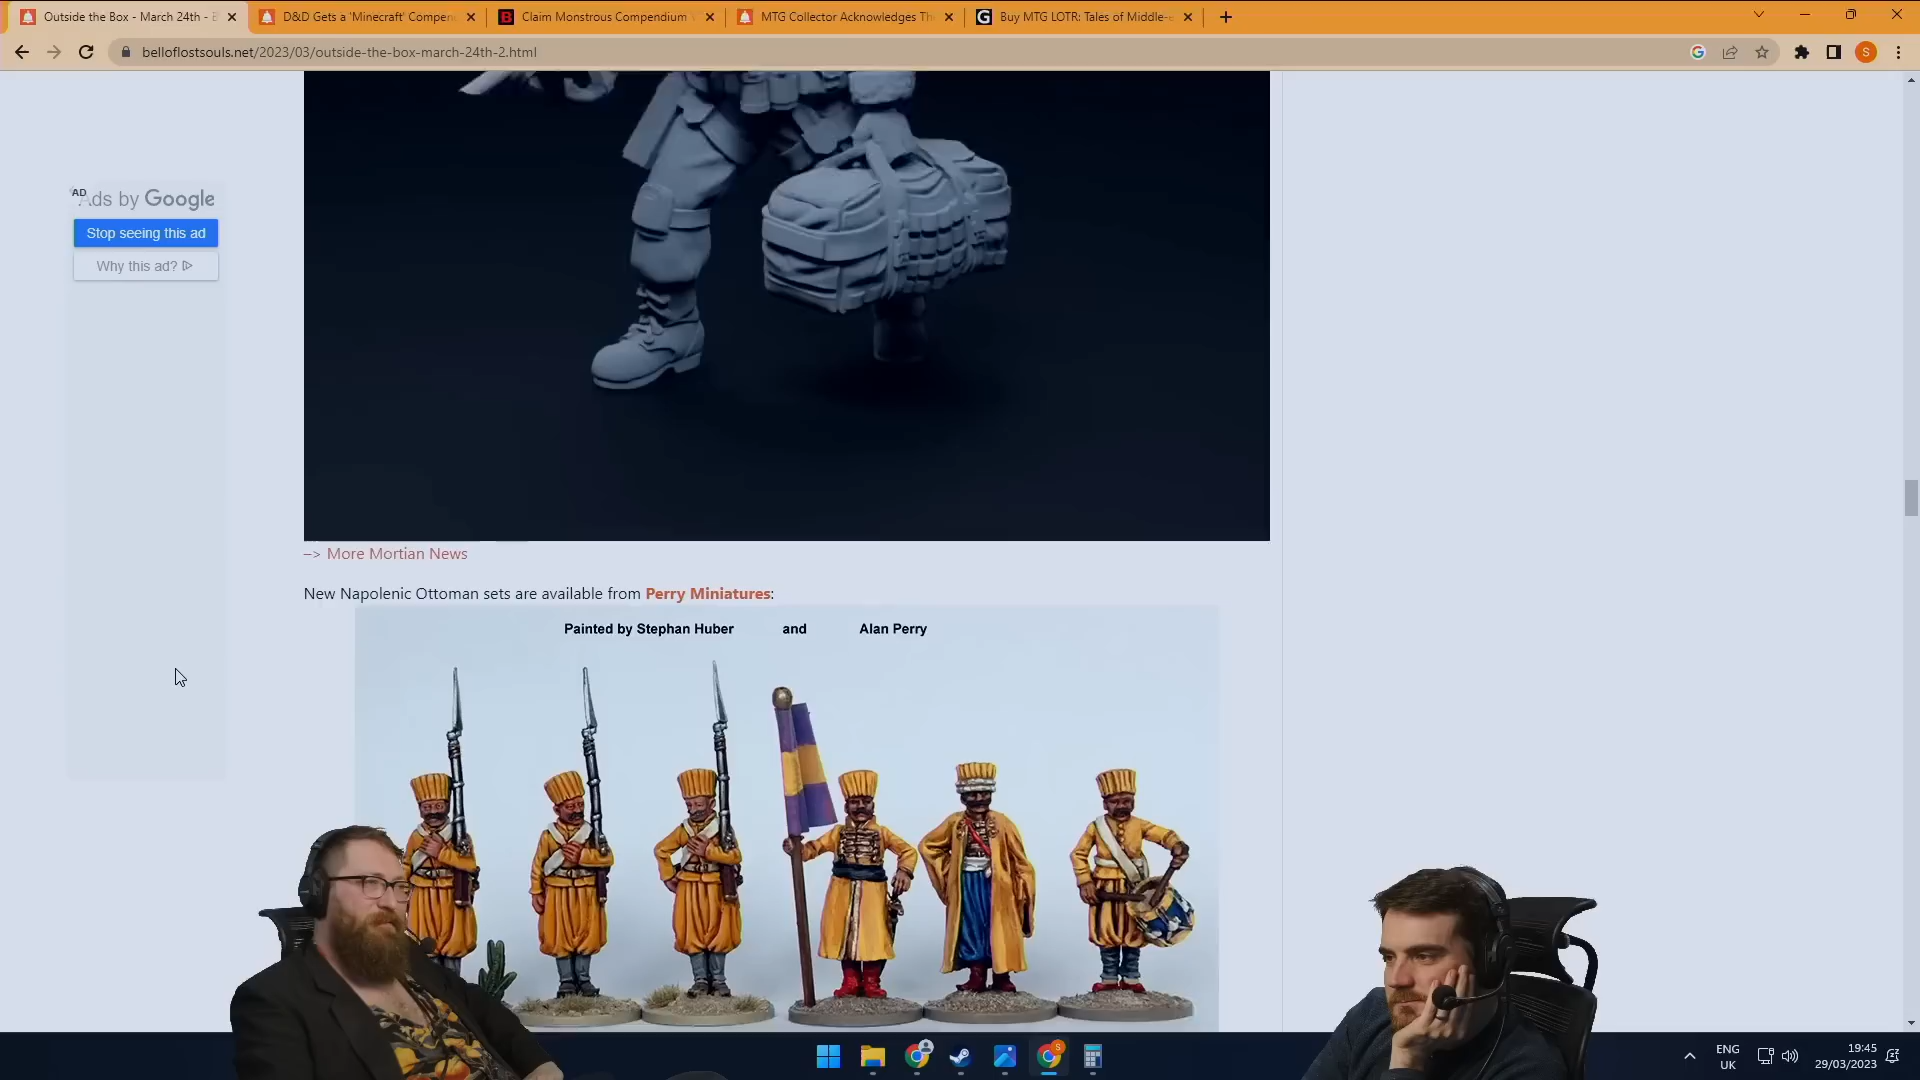 Outside the Box - March 24th - B
D&D Gets a 'Minecraft' Compen
Claim Monstrous Compendium
MTG Collector Acknowledges Th
Buy MTG LOTR: Tales of Middle-e
belloflostsouls.net/2023/03/outside-the-box-march-24th-2.html
S
AD
Ads by Google
Stop seeing this ad
Why this ad?
–> More Mortian News
New Napolenic Ottoman sets are available from Perry Miniatures:
Painted by Stephan Huber and Alan Perry
ENG
UK
19:45
29/03/2023